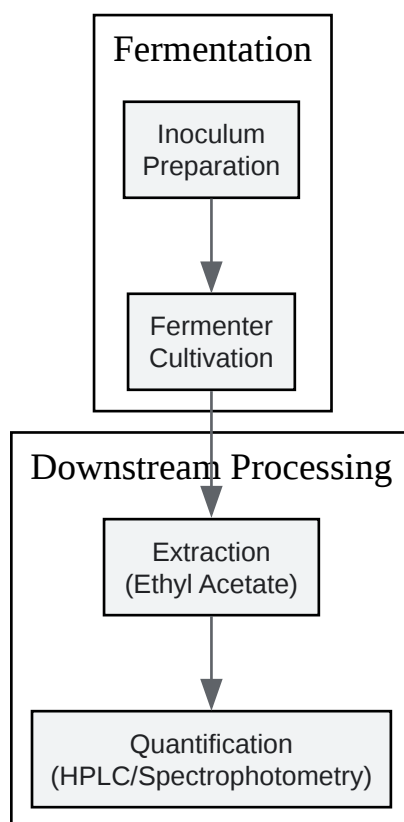 Fermentation
Inoculum
Preparation
Fermenter
Cultivation
Downstream Processing
Extraction
(Ethyl Acetate)
Quantification
(HPLC/Spectrophotometry)